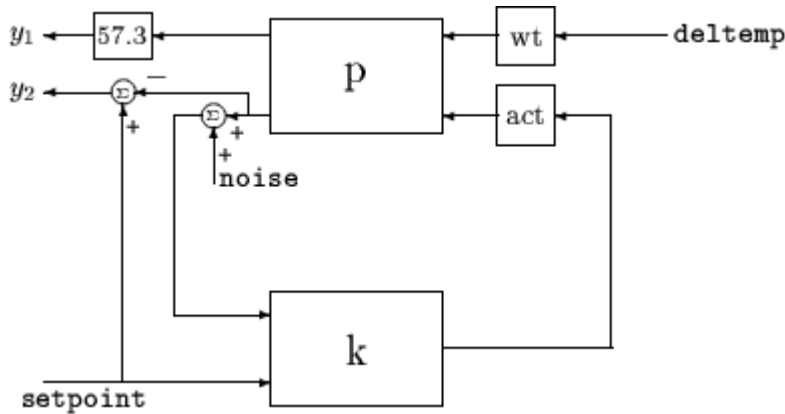 y₁ 57.3 p wt deltemp
y₂ Σ −
Σ + act
+
+
noise
k
setpoint